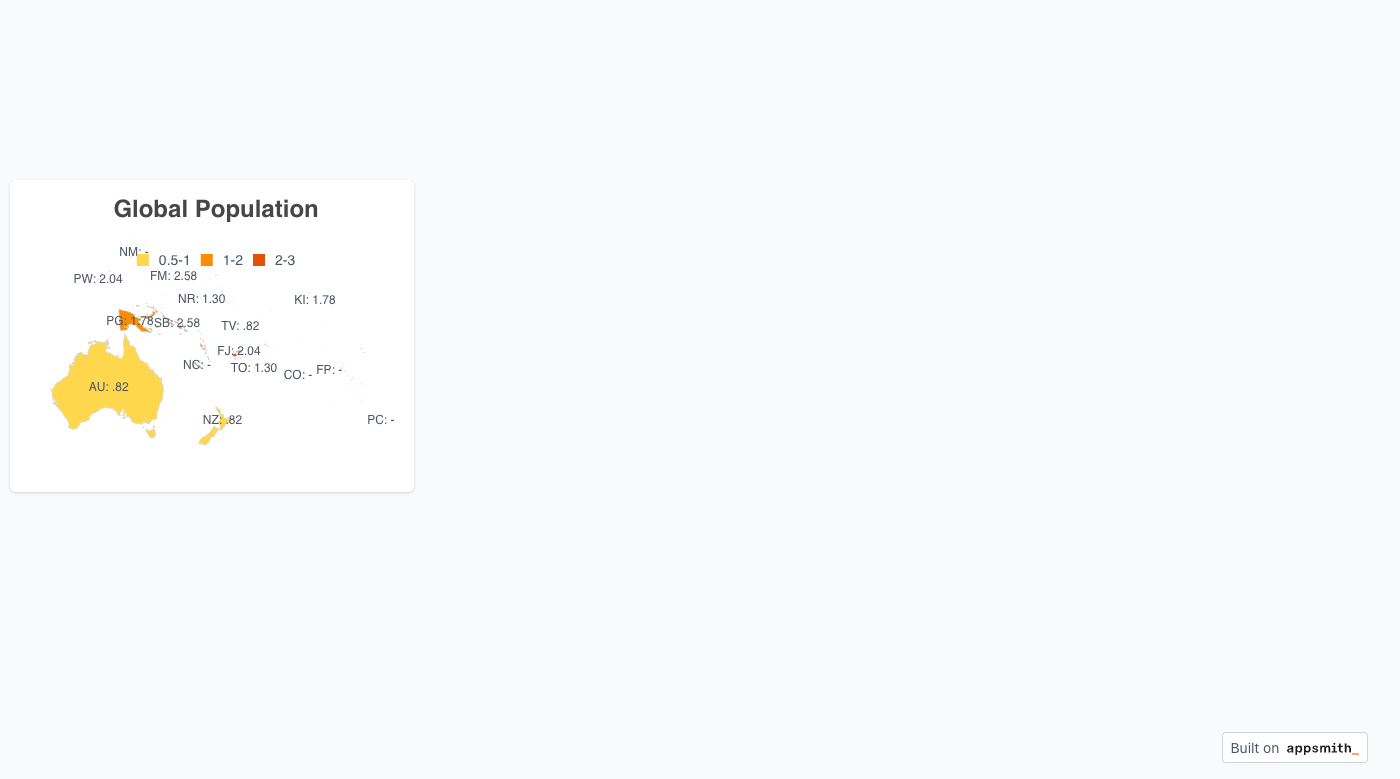 Global Population
NM: -
0.5-1 1-2 2-3
PW: 2.04 FM: 2.58
NR: 1.30 KI: 1.78
PG: 1.78 SB: 2.58 TV: .82
FJ: 2.04
NC: - TO: 1.30 CO: - FP: -
AU: .82
NZ: .82 PC: -
Built on appsmith_